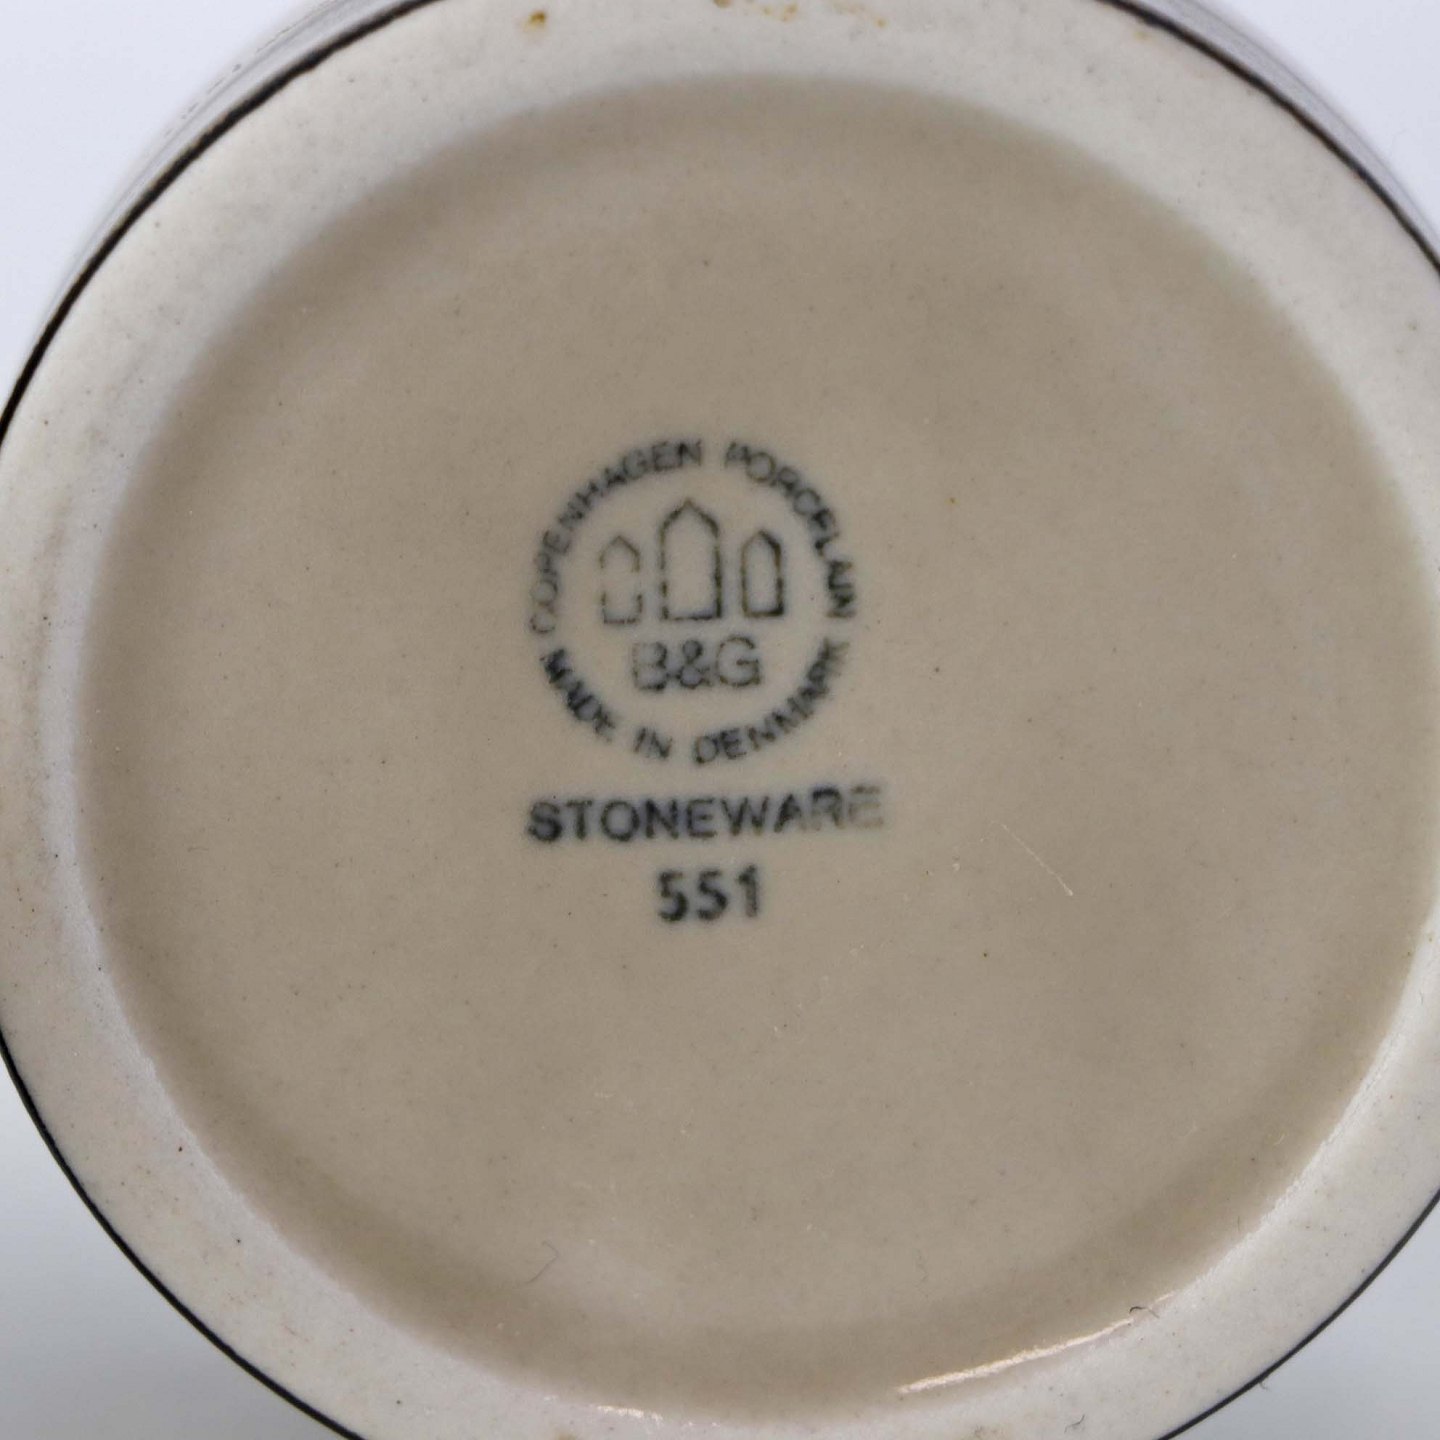 COPENHAGEN PORCELAIN
B&G
MADE IN DENMARK
STONEWARE
551